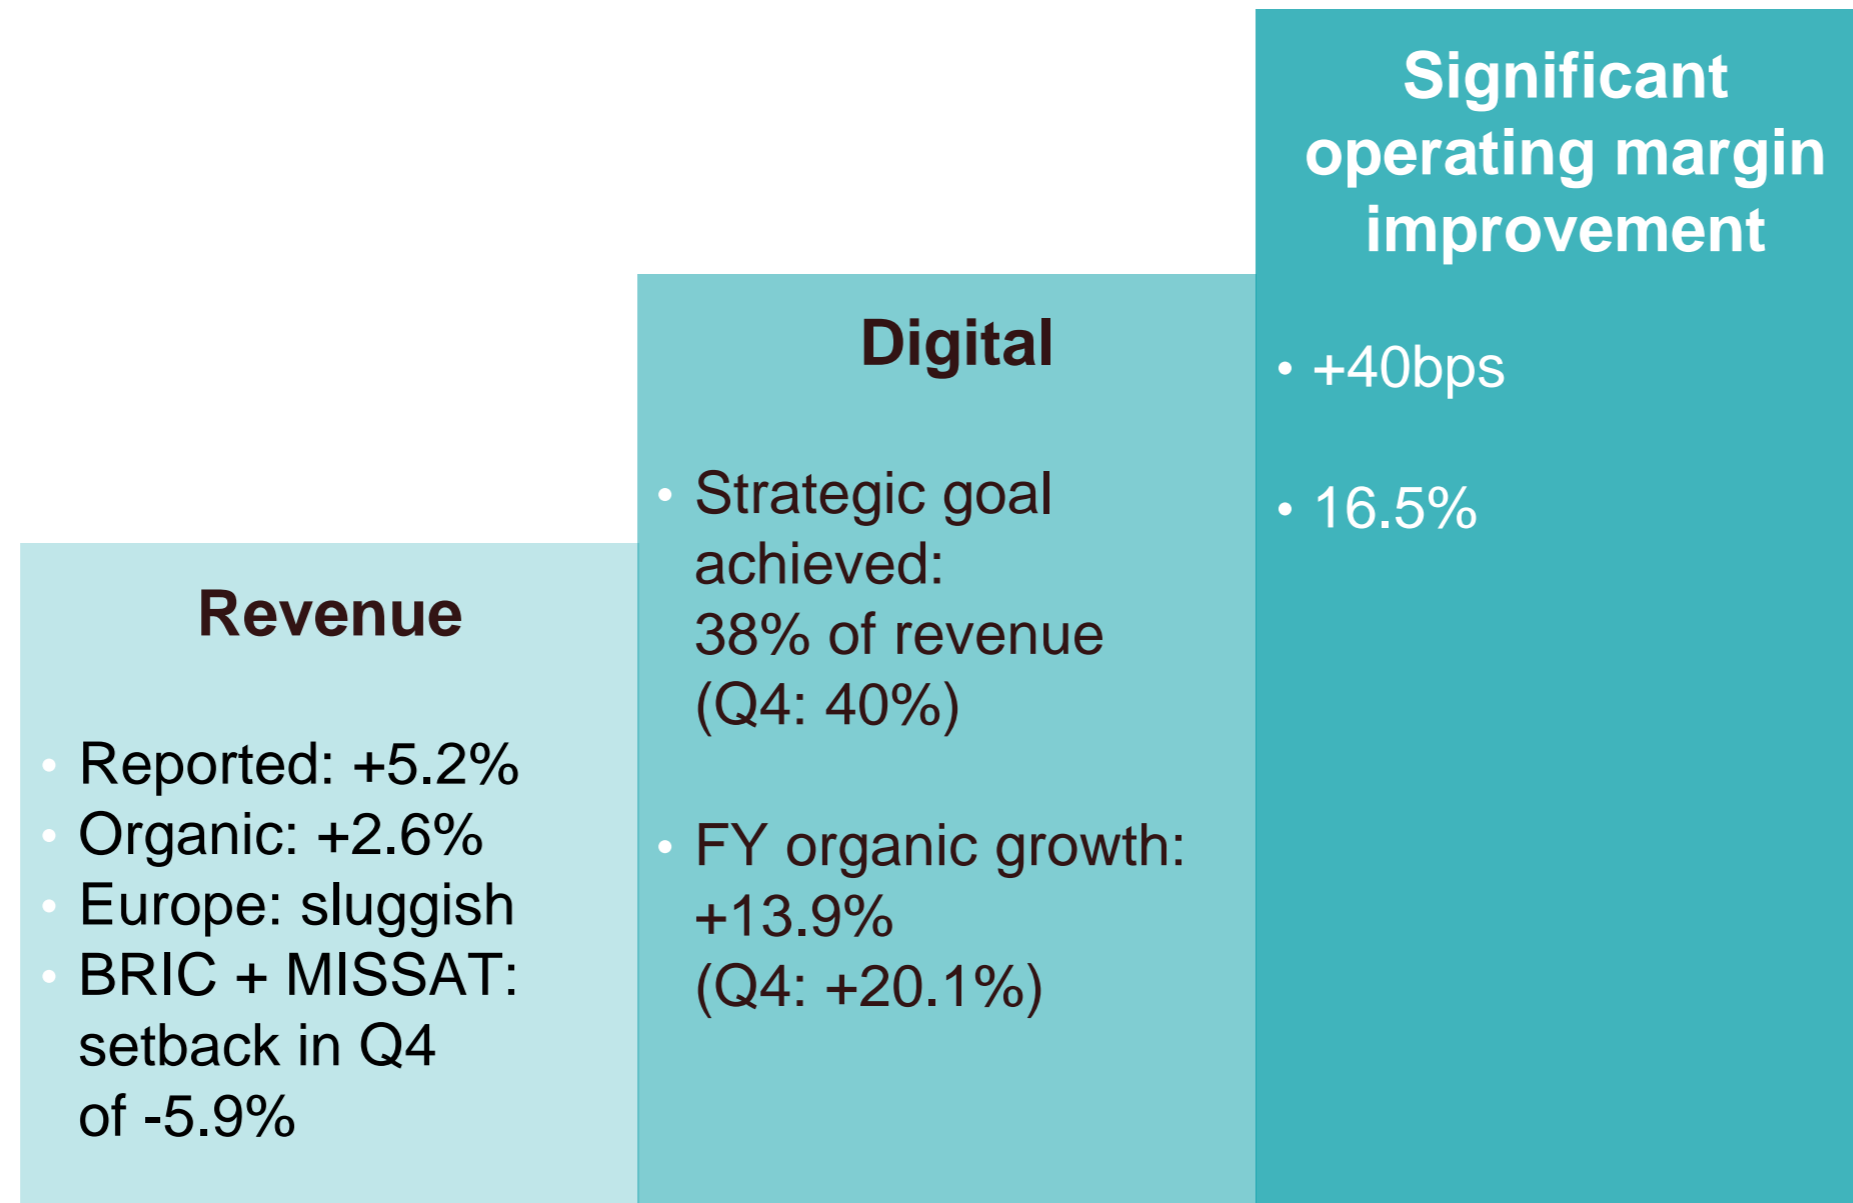 Revenue
• Reported: +5.2%
• Organic: +2.6%
• Europe: sluggish
• BRIC + MISSAT:
setback in Q4
of -5.9%
Digital
• Strategic goal
achieved:
38% of revenue
(Q4: 40%)
• FY organic growth:
+13.9%
(Q4: +20.1%)
Significant
operating margin
improvement
• +40bps
• 16.5%